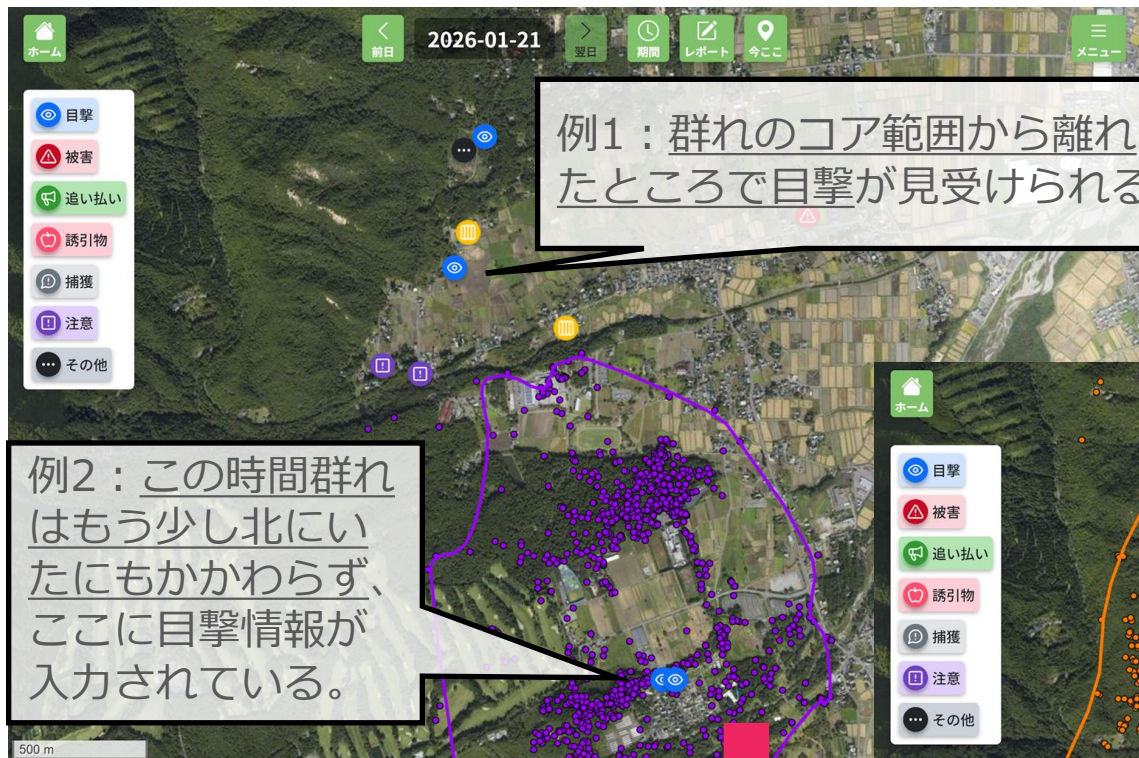 ホーム
前日
2026-01-21
翌日
期間
レポート
今ここ
メニュー
目撃
被害
追い払い
誘引物
捕獲
注意
その他
例1：群れのコア範囲から離れ
たところで目撃が見受けられる
例2：この時間群れ
はもう少し北にい
たにもかかわらず、
ここに目撃情報が
入力されている。
500 m
ホーム
目撃
被害
追い払い
誘引物
捕獲
注意
その他